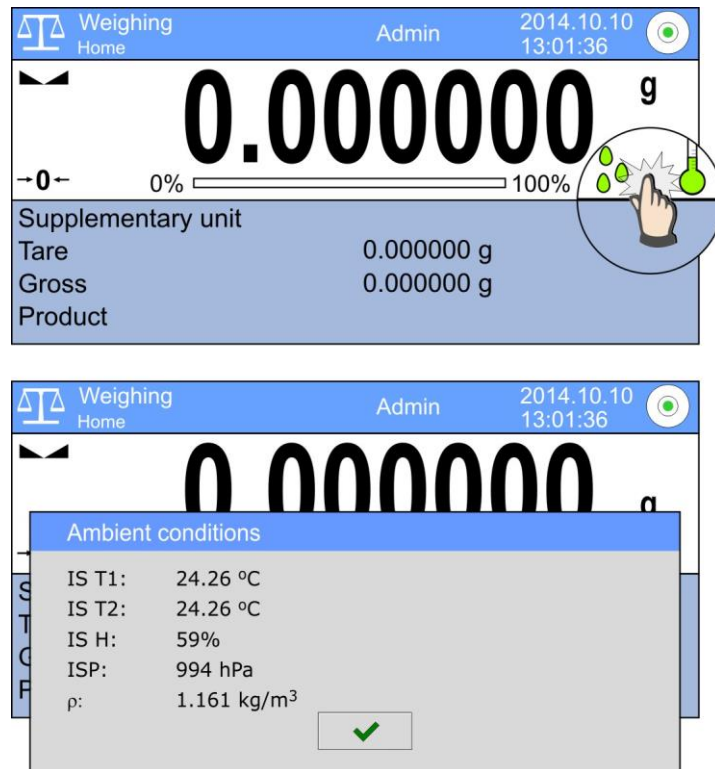 Weighing Admin 2014.10.10
Home 13:01:36
0.000000 g
→0← 0% 100%
Supplementary unit
Tare 0.000000 g
Gross 0.000000 g
Product
Weighing Admin 2014.10.10
Home 13:01:36
0.000000 g
Ambient conditions
IS T1: 24.26 ºC
IS T2: 24.26 ºC
IS H: 59%
ISP: 994 hPa
ρ: 1.161 kg/m³
S
T
G
P